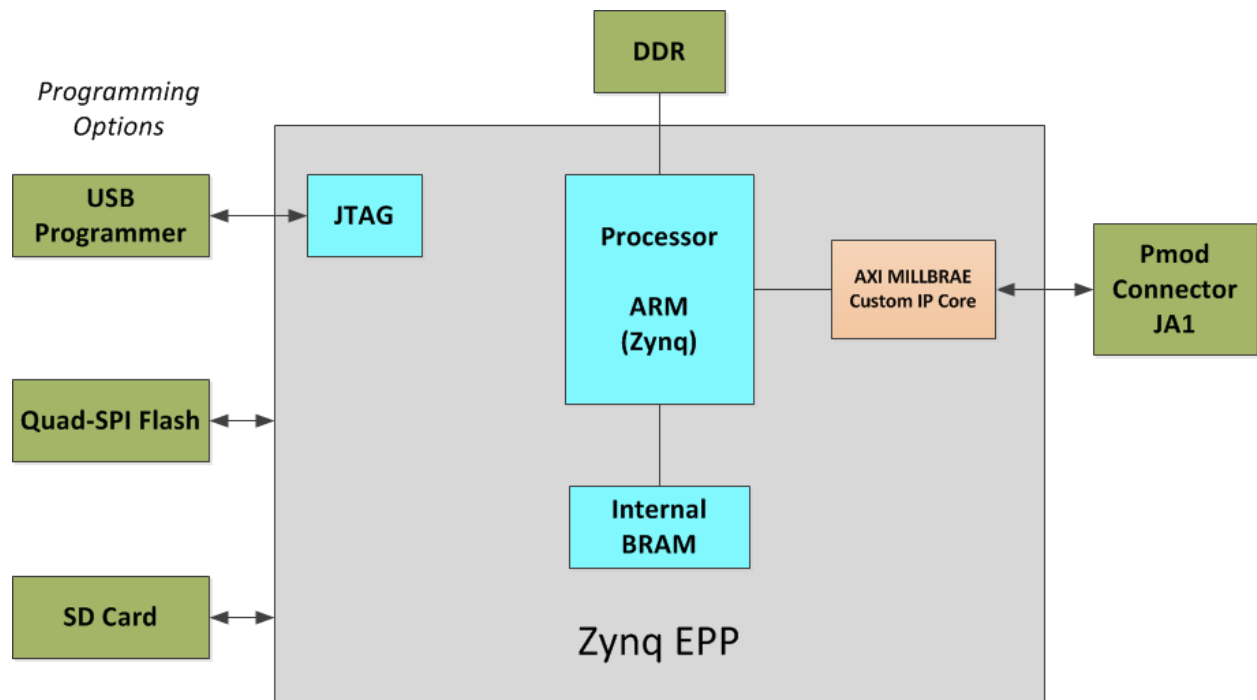 DDR
Programming
Options
USB
Programmer
JTAG
Processor
ARM
(Zynq)
AXI MILLBRAE
Custom IP Core
Pmod
Connector
JA1
Quad-SPI Flash
Internal
BRAM
SD Card
Zynq EPP